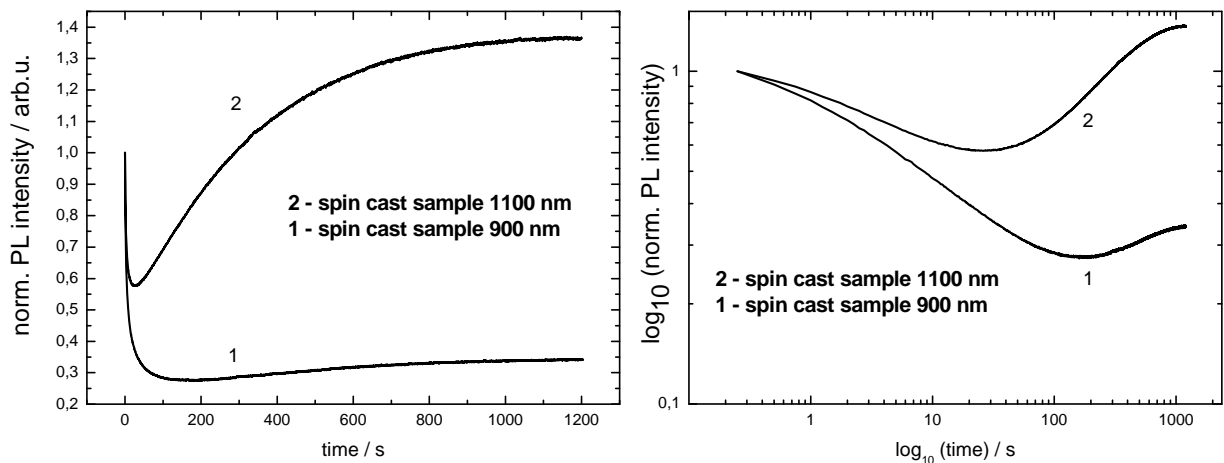 norm. PL intensity / arb.u.
1,4
1,3
1,2
1,1
1,0
0,9
0,8
0,7
0,6
0,5
0,4
0,3
0,2
2
2 - spin cast sample 1100 nm
1 - spin cast sample 900 nm
1
0 200 400 600 800 1000 1200
time / s
log10 (norm. PL intensity)
1
0,1
2
2 - spin cast sample 1100 nm
1 - spin cast sample 900 nm
1
1 10 100 1000
log10 (time) / s